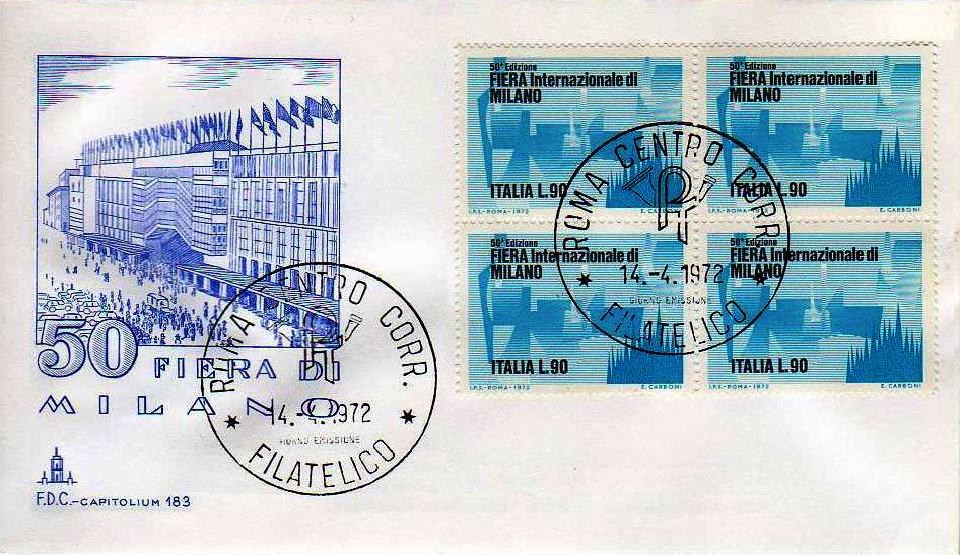 50ª Edizione
FIERA Internazionale di
MILANO
ITALIA L.90
I.P.S.-ROMA-1972 E. CARBONI
50ª Edizione
FIERA Internazionale di
MILANO
ITALIA L.90
I.P.S.-ROMA-1972 E. CARBONI
50ª Edizione
FIERA Internazionale di
MILANO
ITALIA L.90
I.P.S.-ROMA-1972 E. CARBONI
50ª Edizione
FIERA Internazionale di
MILANO
ITALIA L.90
I.P.S.-ROMA-1972 E. CARBONI
ROMA CENTRO CORR.
14.-4.1972
GIORNO EMISSIONE
FILATELICO
50 FIERA DI
MILANO
ROMA CENTRO CORR.
14.-4.1972
GIORNO EMISSIONE
FILATELICO
F.D.C.-CAPITOLIUM 183